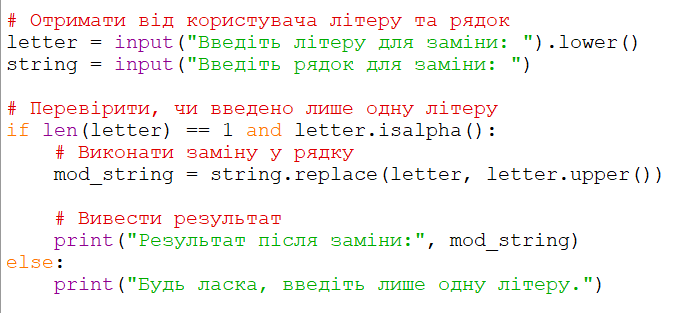 # Отримати від користувача літеру та рядок
letter = input("Введіть літеру для заміни: ").lower()
string = input("Введіть рядок для заміни: ")
# Перевірити, чи введено лише одну літеру
if len(letter) == 1 and letter.isalpha():
# Виконати заміну у рядку
mod_string = string.replace(letter, letter.upper())
# Вивести результат
print("Результат після заміни:", mod_string)
else:
print("Будь ласка, введіть лише одну літеру.")